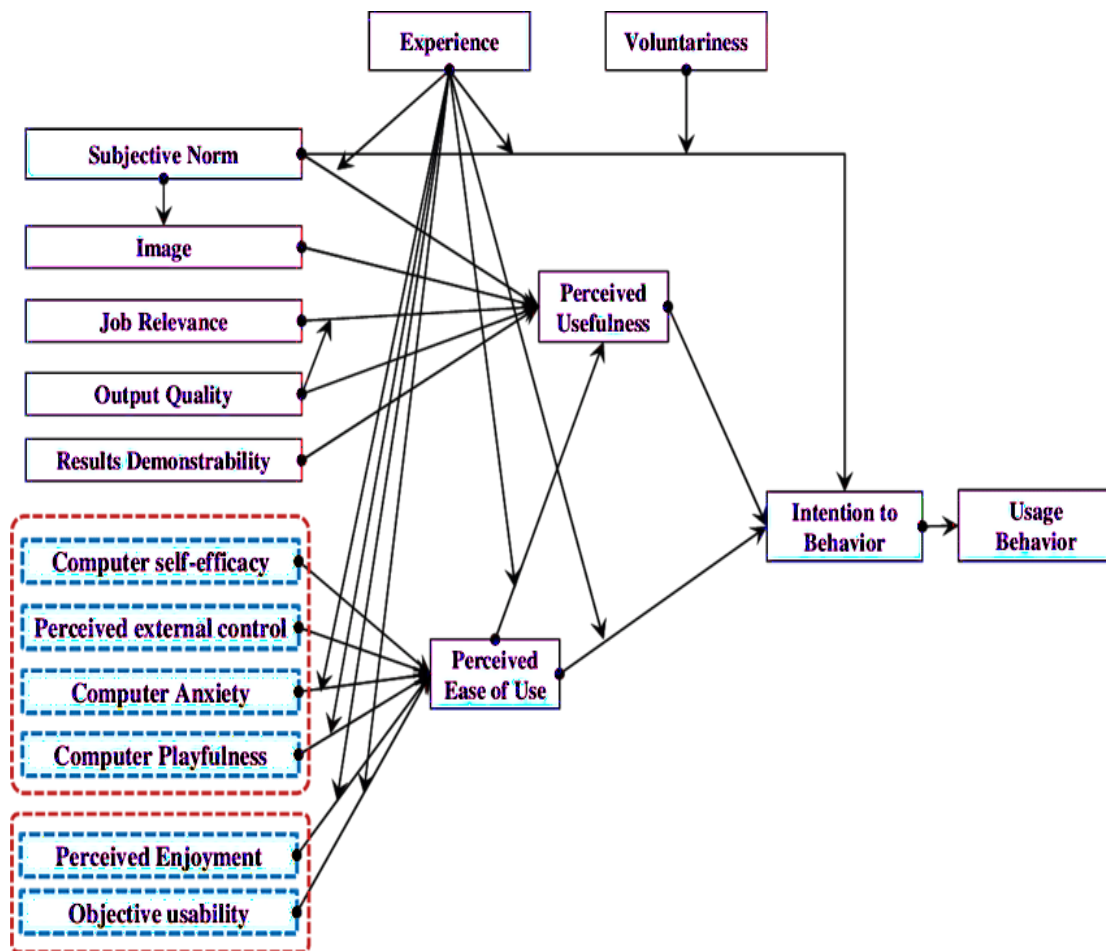 Experience
Voluntariness
Subjective Norm
Image
Job Relevance
Output Quality
Results Demonstrability
Perceived
Usefulness
Computer self-efficacy
Perceived external control
Computer Anxiety
Computer Playfulness
Perceived
Ease of Use
Intention to
Behavior
Usage
Behavior
Perceived Enjoyment
Objective usability